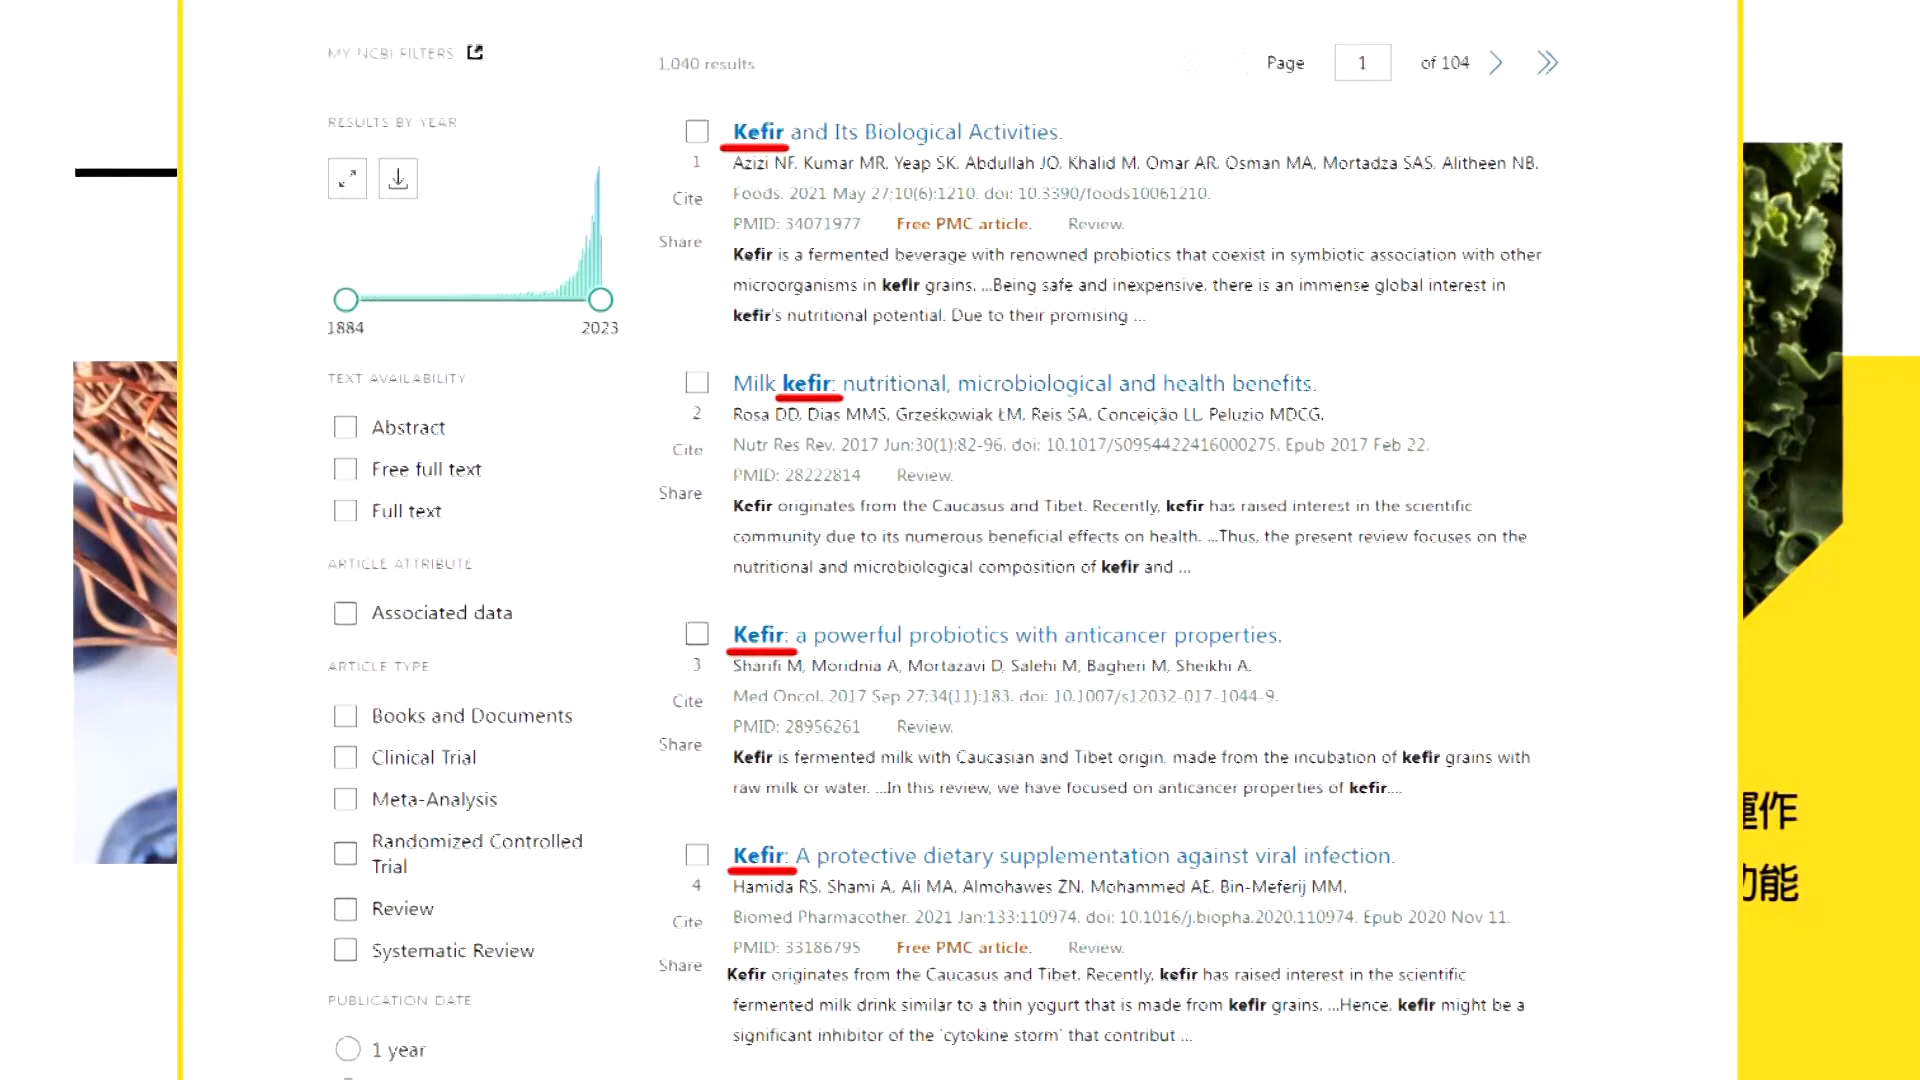 MY NCBI FILTERS
1,040 results
Page 1 of 104
RESULTS BY YEAR
1884
2023
TEXT AVAILABILITY
Abstract
Free full text
Full text
ARTICLE ATTRIBUTE
Associated data
ARTICLE TYPE
Books and Documents
Clinical Trial
Meta-Analysis
Randomized Controlled
Trial
Review
Systematic Review
PUBLICATION DATE
1 year
Kefir and Its Biological Activities.
1
Azizi NF, Kumar MR, Yeap SK, Abdullah JO, Khalid M, Omar AR, Osman MA, Mortadza SAS, Alitheen NB.
Cite
Foods. 2021 May 27;10(6):1210. doi: 10.3390/foods10061210.
PMID: 34071977 Free PMC article. Review.
Share
Kefir is a fermented beverage with renowned probiotics that coexist in symbiotic association with other
microorganisms in kefir grains. ...Being safe and inexpensive, there is an immense global interest in
kefir's nutritional potential. Due to their promising ...
Milk kefir: nutritional, microbiological and health benefits.
2
Rosa DD, Dias MMS, Grześkowiak ŁM, Reis SA, Conceição LL, Peluzio MDCG.
Cite
Nutr Res Rev. 2017 Jun;30(1):82-96. doi: 10.1017/S0954422416000275. Epub 2017 Feb 22.
PMID: 28222814 Review.
Share
Kefir originates from the Caucasus and Tibet. Recently, kefir has raised interest in the scientific
community due to its numerous beneficial effects on health. ...Thus, the present review focuses on the
nutritional and microbiological composition of kefir and ...
Kefir: a powerful probiotics with anticancer properties.
3
Sharifi M, Moridnia A, Mortazavi D, Salehi M, Bagheri M, Sheikhi A.
Cite
Med Oncol. 2017 Sep 27;34(11):183. doi: 10.1007/s12032-017-1044-9.
PMID: 28956261 Review.
Share
Kefir is fermented milk with Caucasian and Tibet origin, made from the incubation of kefir grains with
raw milk or water. ...In this review, we have focused on anticancer properties of kefir....
Kefir: A protective dietary supplementation against viral infection.
4
Hamida RS, Shami A, Ali MA, Almohawes ZN, Mohammed AE, Bin-Meferij MM.
Cite
Biomed Pharmacother. 2021 Jan;133:110974. doi: 10.1016/j.biopha.2020.110974. Epub 2020 Nov 11.
PMID: 33186795 Free PMC article. Review.
Share
Kefir originates from the Caucasus and Tibet. Recently, kefir has raised interest in the scientific
fermented milk drink similar to a thin yogurt that is made from kefir grains. ...Hence, kefir might be a
significant inhibitor of the 'cytokine storm' that contribut ...
運作
功能